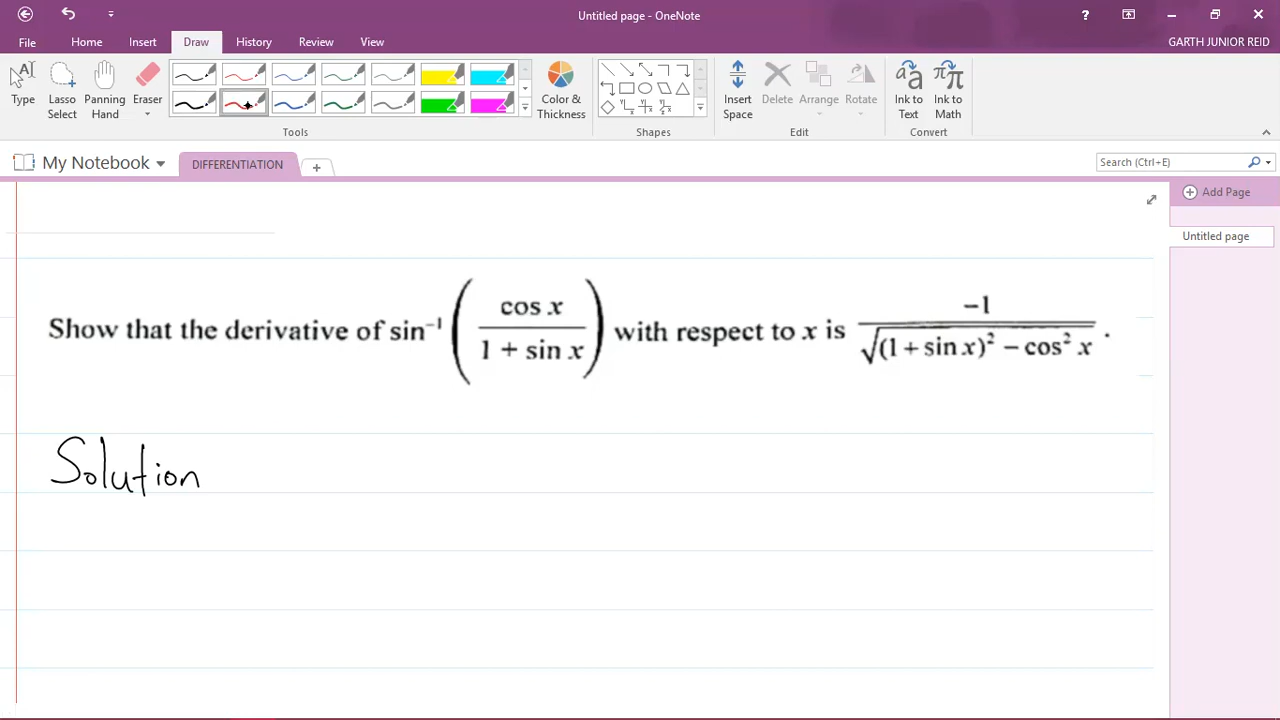 Untitled page - OneNote
?
File
Home
Insert
Draw
History
Review
View
GARTH JUNIOR REID
Type
Lasso Select
Panning Hand
Eraser
Color & Thickness
Insert Space
Delete
Arrange
Rotate
Ink to Text
Ink to Math
Tools
Shapes
Edit
Convert
My Notebook
DIFFERENTIATION
+
Search (Ctrl+E)
Add Page
Untitled page
Show that the derivative of sin⁻¹ (cos x / 1 + sin x) with respect to x is -1 / √(1 + sin x)² − cos² x .
Solution